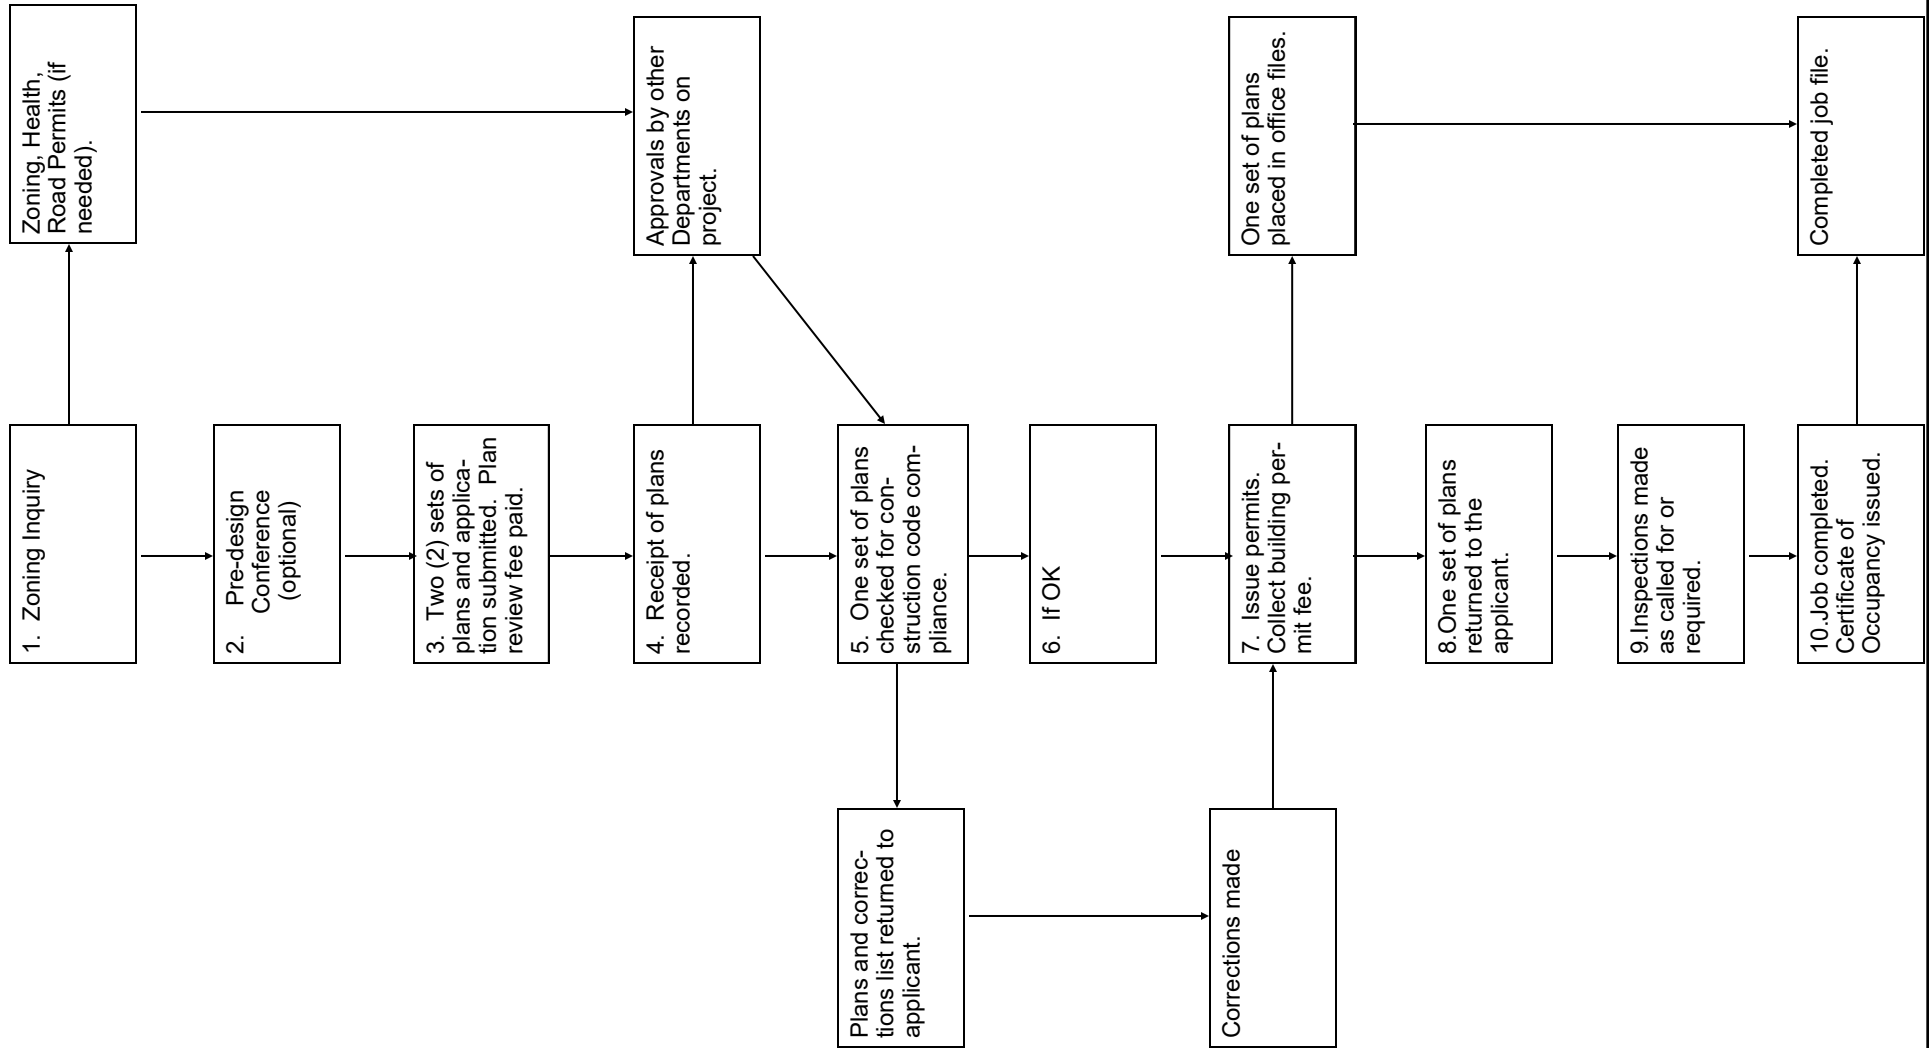 Zoning, Health,
Road Permits (if
needed).
Approvals by other
Departments on
project.
One set of plans
placed in office files.
Completed job file.
1. Zoning Inquiry
2. Pre-design
Conference
(optional)
3. Two (2) sets of
plans and applica-
tion submitted. Plan
review fee paid.
4. Receipt of plans
recorded.
5. One set of plans
checked for con-
struction code com-
pliance.
6. If OK
7. Issue permits.
Collect building per-
mit fee.
8.One set of plans
returned to the
applicant.
9.Inspections made
as called for or
required.
10.Job completed.
Certificate of
Occupancy issued.
Plans and correc-
tions list returned to
applicant.
Corrections made